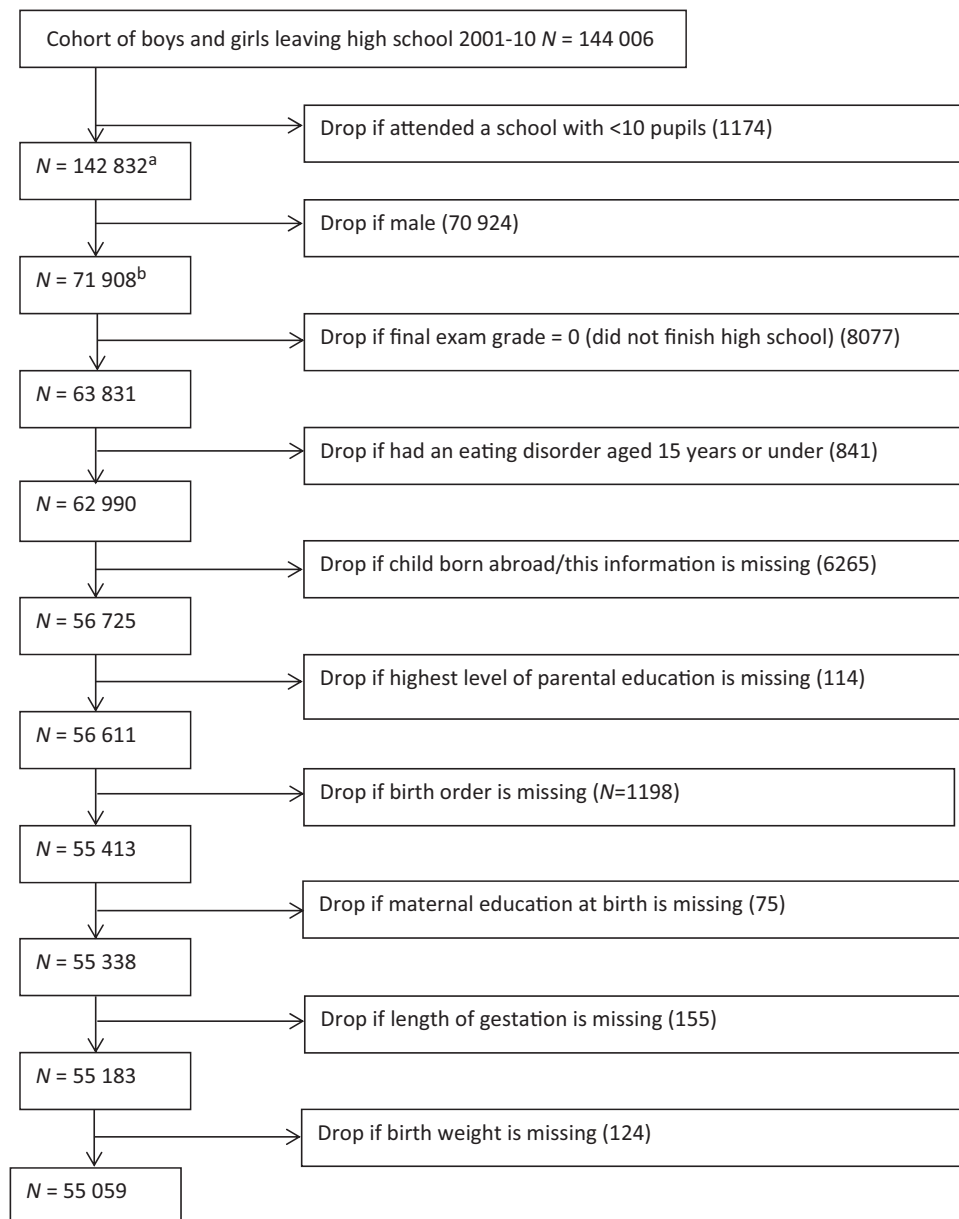 Cohort of boys and girls leaving high school 2001-10 N = 144 006
Drop if attended a school with <10 pupils (1174)
N = 142 832a
Drop if male (70 924)
N = 71 908b
Drop if final exam grade = 0 (did not finish high school) (8077)
N = 63 831
Drop if had an eating disorder aged 15 years or under (841)
N = 62 990
Drop if child born abroad/this information is missing (6265)
N = 56 725
Drop if highest level of parental education is missing (114)
N = 56 611
Drop if birth order is missing (N=1198)
N = 55 413
Drop if maternal education at birth is missing (75)
N = 55 338
Drop if length of gestation is missing (155)
N = 55 183
Drop if birth weight is missing (124)
N = 55 059